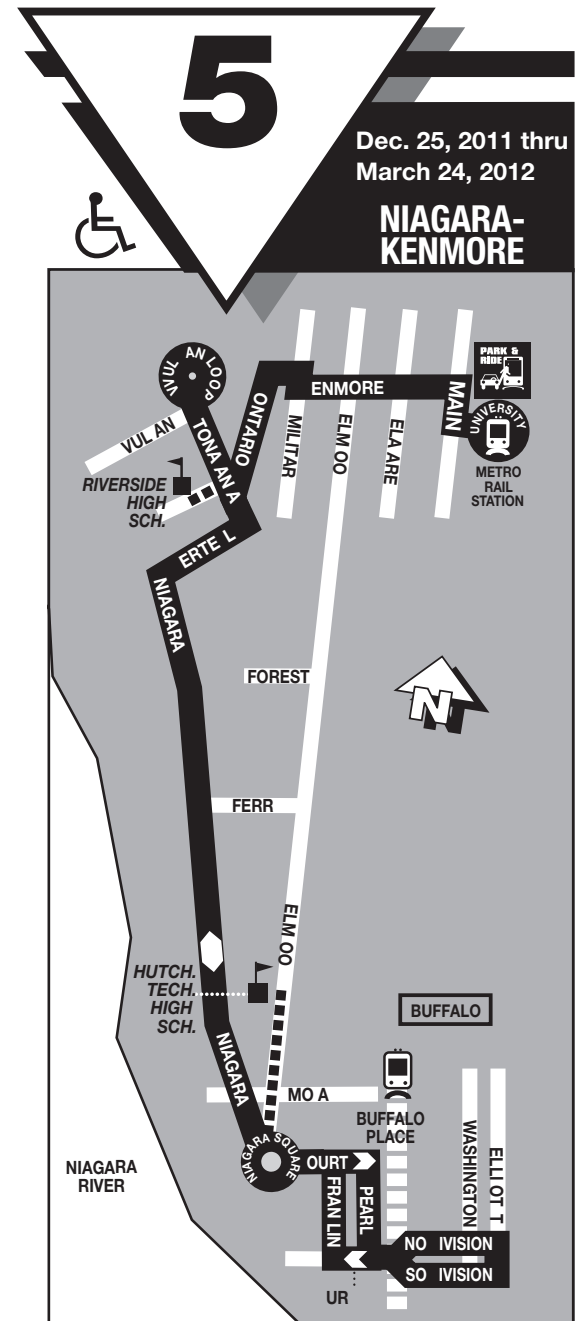 5
Dec. 25, 2011 thru
March 24, 2012
NIAGARA-
KENMORE
VUL AN LOOP
PARK &
RIDE
ENMORE
MAIN
UNIVERSITY
METRO
RAIL
STATION
ONTARIO
MILITAR
ELM OO
ELA ARE
VUL AN
TONA AN A
RIVERSIDE
HIGH
SCH.
ERTE L
NIAGARA
FOREST
N
FERR
ELM OO
HUTCH.
TECH.
HIGH
SCH.
BUFFALO
NIAGARA
MO A
BUFFALO
PLACE
NIAGARA SQUARE
OURT
FRAN LIN
PEARL
WASHINGTON
ELLI OT T
NIAGARA
RIVER
NO IVISION
SO IVISION
UR